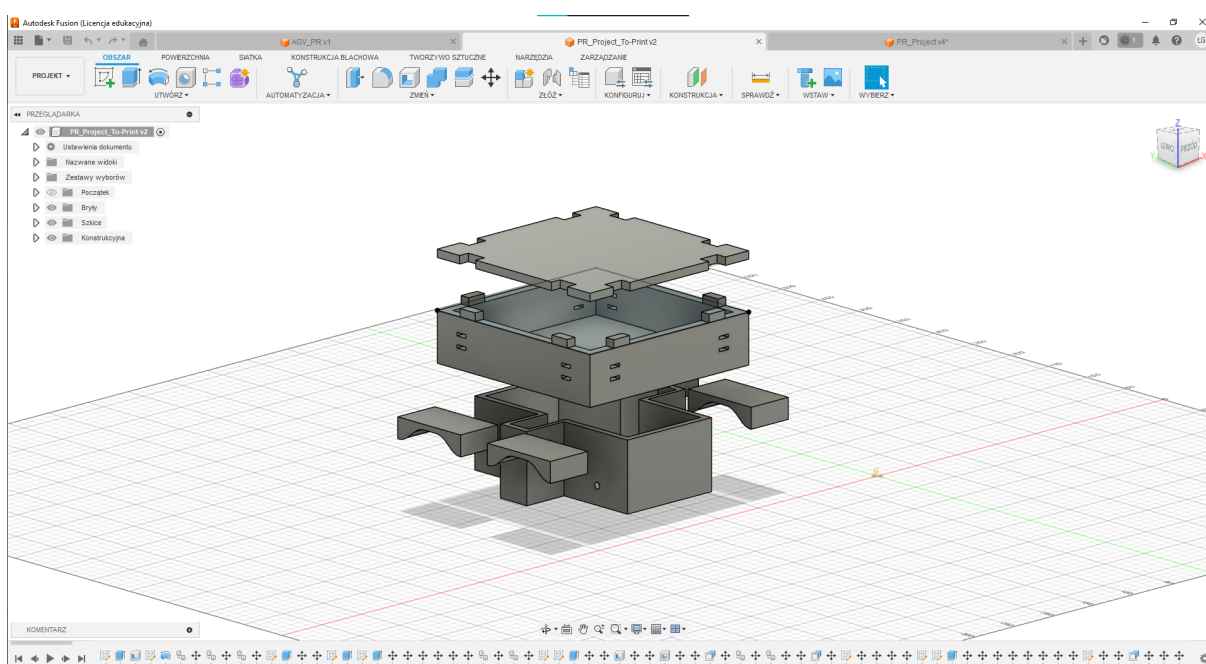 Autodesk Fusion (Licencja edukacyjna)
AGV_PR v1
PR_Project_To-Print v2
PR_Project v4*
1
ŁG
PROJEKT
OBSZAR
POWIERZCHNIA
SIATKA
KONSTRUKCJA BLACHOWA
TWORZYWO SZTUCZNE
NARZĘDZIA
ZARZĄDZANIE
UTWÓRZ
AUTOMATYZACJA
ZMIEŃ
ZŁÓŻ
KONFIGURUJ
KONSTRUKCJA
SPRAWDŹ
WSTAW
WYBIERZ
PRZEGLĄDARKA
PR_Project_To-Print v2
Ustawienia dokumentu
Nazwane widoki
Zestawy wyborów
Początek
Bryły
Szkice
Konstrukcyjna
Z
LEWO
PRZÓD
Y
X
KOMENTARZ